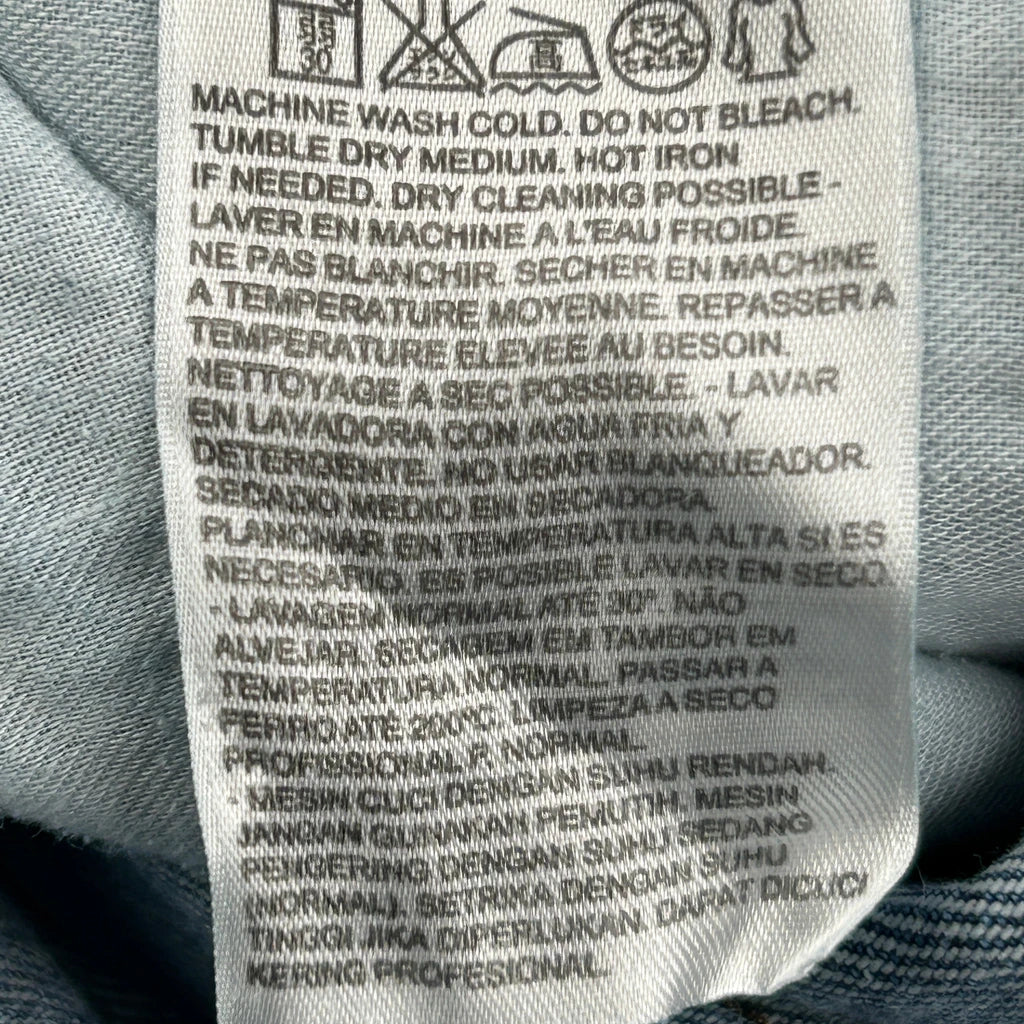 30
高
MACHINE WASH COLD. DO NOT BLEACH.
TUMBLE DRY MEDIUM. HOT IRON
IF NEEDED. DRY CLEANING POSSIBLE -
LAVER EN MACHINE A L'EAU FROIDE.
NE PAS BLANCHIR. SECHER EN MACHINE
A TEMPERATURE MOYENNE. REPASSER A
TEMPERATURE ELEVEE AU BESOIN.
NETTOYAGE A SEC POSSIBLE. - LAVAR
EN LAVADORA CON AGUA FRIA Y
DETERGENTE. NO USAR BLANQUEADOR.
SECADO MEDIO EN SECADORA.
PLANCHAR EN TEMPERATURA ALTA SI ES
NECESARIO. ES POSIBLE LAVAR EN SECO.
- LAVAGEM NORMAL ATÉ 30°. NÃO
ALVEJAR. SECAGEM EM TAMBOR EM
TEMPERATURA NORMAL. PASSAR A
FERRO ATÉ 200°C. LIMPEZA A SECO
PROFISSIONAL P. NORMAL.
- MESIN CUCI DENGAN SUHU RENDAH.
JANGAN GUNAKAN PEMUTIH. MESIN
PENGERING DENGAN SUHU SEDANG
(NORMAL). SETRIKA DENGAN SUHU
TINGGI JIKA DIPERLUKAN. DAPAT DICUCI
KERING PROFESIONAL.